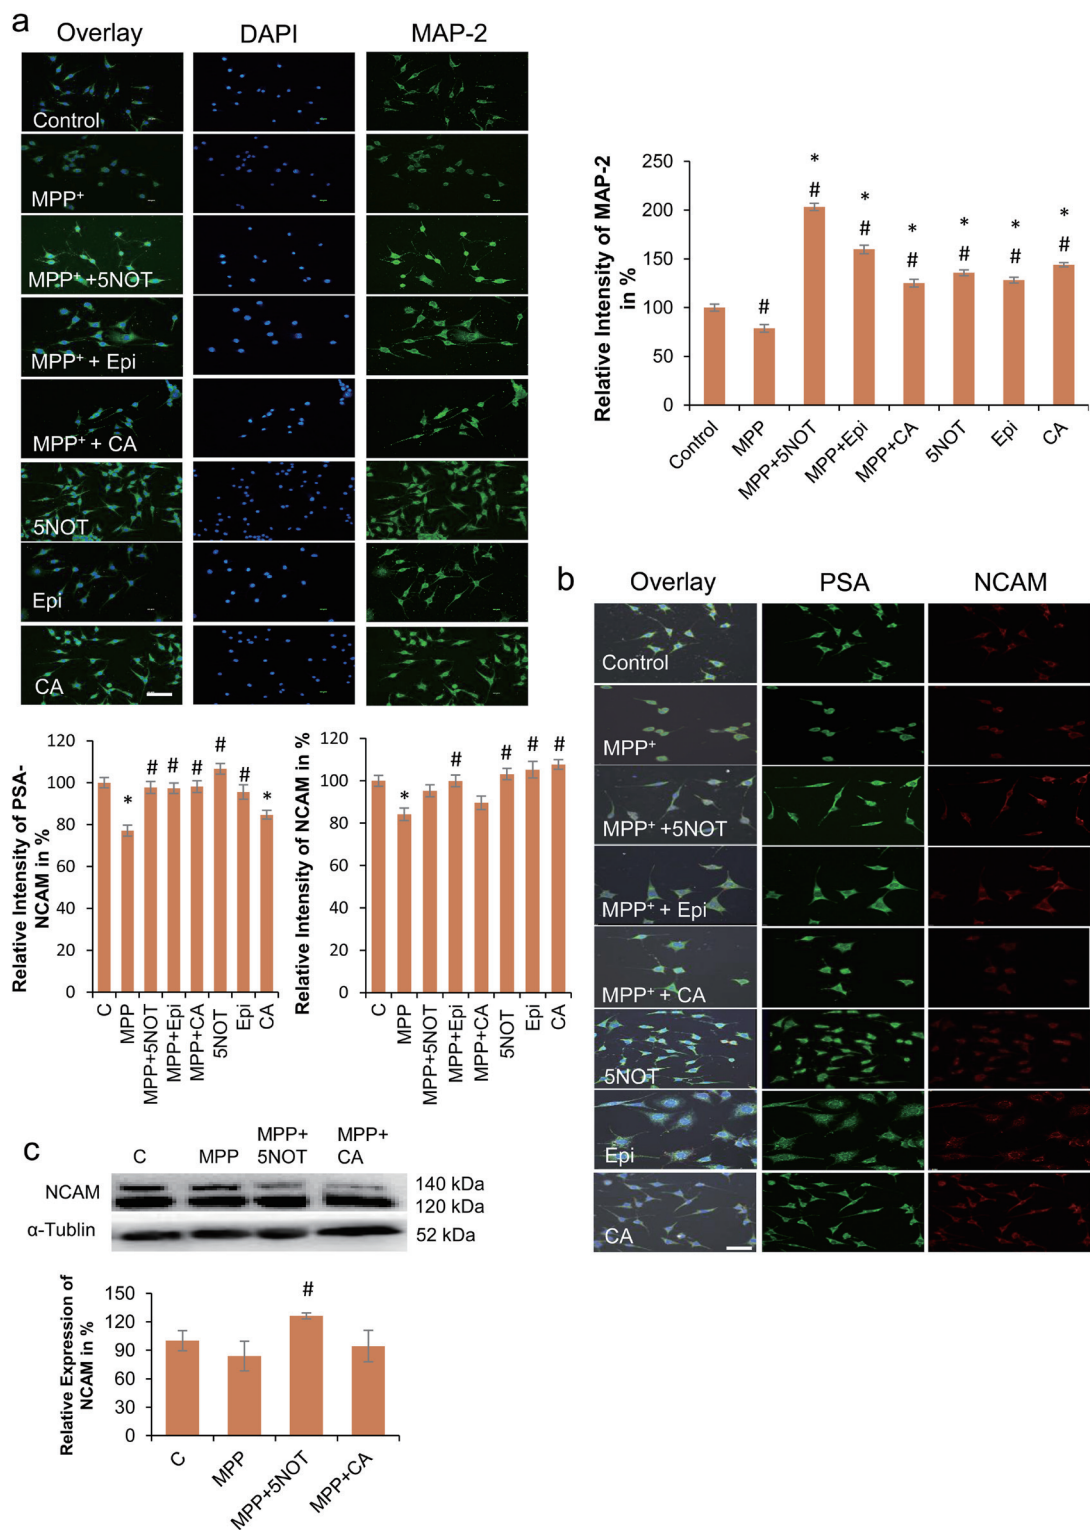 a
Overlay DAPI MAP-2
Control
MPP⁺
MPP⁺ +5NOT
MPP⁺ + Epi
MPP⁺ + CA
5NOT
Epi
CA
Relative Intensity of MAP-2
in %
250
200
150
100
50
0
*
#
*
#
*
#
*
#
*
#
*
#
#
Control MPP MPP+5NOT MPP+Epi MPP+CA 5NOT Epi CA
Relative Intensity of PSA-
NCAM in %
120
100
80
60
40
20
0
* # # # # # *
C MPP MPP+5NOT MPP+Epi MPP+CA 5NOT Epi CA
Relative Intensity of NCAM in %
120
100
80
60
40
20
0
* # # # #
C MPP MPP+5NOT MPP+Epi MPP+CA 5NOT Epi CA
b
Overlay PSA NCAM
Control
MPP⁺
MPP⁺ +5NOT
MPP⁺ + Epi
MPP⁺ + CA
5NOT
Epi
CA
c
C MPP MPP+ MPP+
5NOT CA
NCAM
140 kDa
120 kDa
α-Tublin 52 kDa
Relative Expression of
NCAM in %
150
120
90
60
30
0
#
C MPP MPP+5NOT MPP+CA